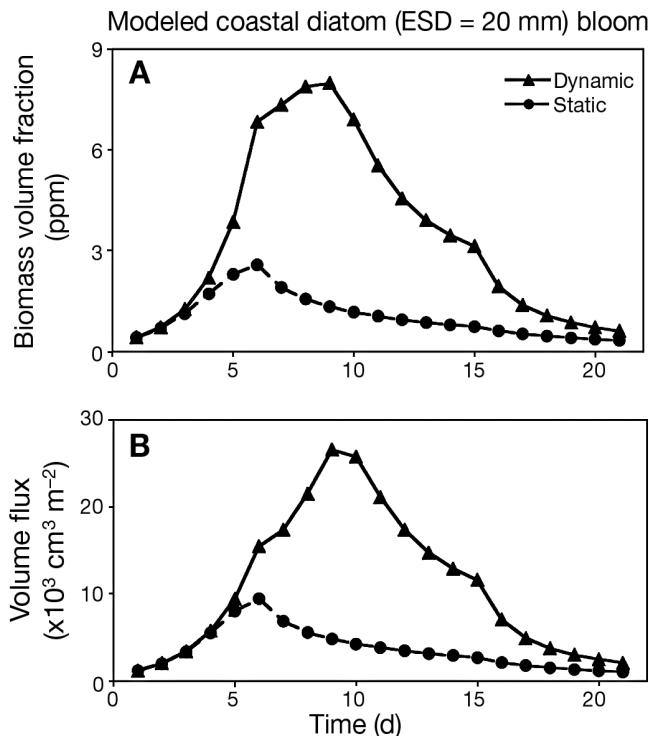 Modeled coastal diatom (ESD = 20 mm) bloom
A
Dynamic
Static
Biomass volume fraction
(ppm)
9
6
3
0
0 5 10 15 20
B
Volume flux
(x10³ cm³ m⁻²)
30
20
10
0
0 5 10 15 20
Time (d)